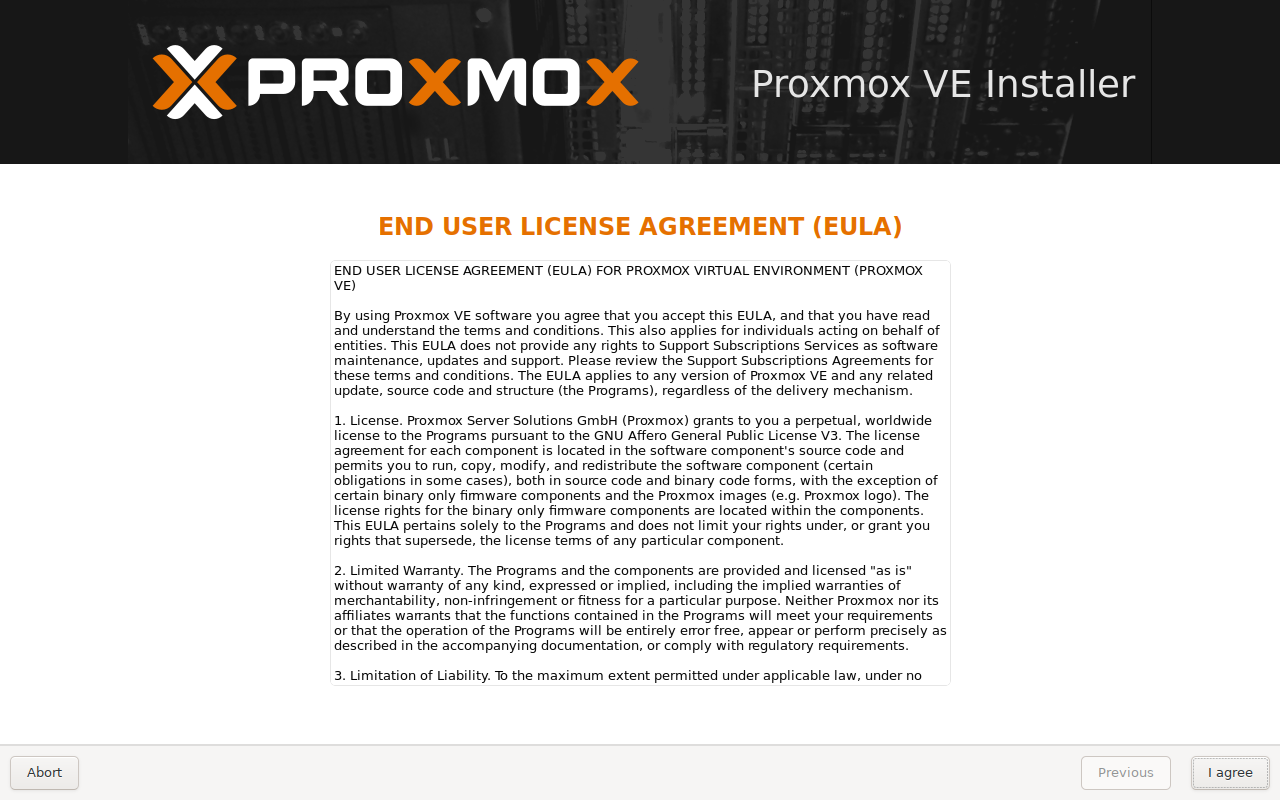 PROXMOX
Proxmox VE Installer
END USER LICENSE AGREEMENT (EULA)
END USER LICENSE AGREEMENT (EULA) FOR PROXMOX VIRTUAL ENVIRONMENT (PROXMOX
VE)
By using Proxmox VE software you agree that you accept this EULA, and that you have read
and understand the terms and conditions. This also applies for individuals acting on behalf of
entities. This EULA does not provide any rights to Support Subscriptions Services as software
maintenance, updates and support. Please review the Support Subscriptions Agreements for
these terms and conditions. The EULA applies to any version of Proxmox VE and any related
update, source code and structure (the Programs), regardless of the delivery mechanism.
1. License. Proxmox Server Solutions GmbH (Proxmox) grants to you a perpetual, worldwide
license to the Programs pursuant to the GNU Affero General Public License V3. The license
agreement for each component is located in the software component's source code and
permits you to run, copy, modify, and redistribute the software component (certain
obligations in some cases), both in source code and binary code forms, with the exception of
certain binary only firmware components and the Proxmox images (e.g. Proxmox logo). The
license rights for the binary only firmware components are located within the components.
This EULA pertains solely to the Programs and does not limit your rights under, or grant you
rights that supersede, the license terms of any particular component.
2. Limited Warranty. The Programs and the components are provided and licensed "as is"
without warranty of any kind, expressed or implied, including the implied warranties of
merchantability, non-infringement or fitness for a particular purpose. Neither Proxmox nor its
affiliates warrants that the functions contained in the Programs will meet your requirements
or that the operation of the Programs will be entirely error free, appear or perform precisely as
described in the accompanying documentation, or comply with regulatory requirements.
3. Limitation of Liability. To the maximum extent permitted under applicable law, under no
Abort
Previous
I agree